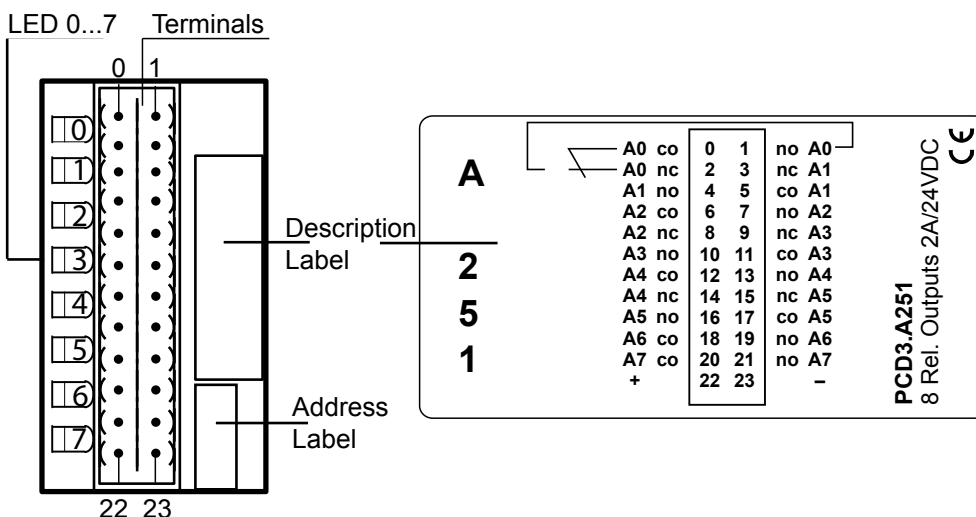 LED 0...7 Terminals
0 1
0
1
2
3
4
5
6
7
22 23
Description
Label
Address
Label
A
2
5
1
A0 co 0 1 no A0
A0 nc 2 3 nc A1
A1 no 4 5 co A1
A2 co 6 7 no A2
A2 nc 8 9 nc A3
A3 no 10 11 co A3
A4 co 12 13 no A4
A4 nc 14 15 nc A5
A5 no 16 17 co A5
A6 co 18 19 no A6
A7 co 20 21 no A7
+ 22 23 –
PCD3.A251
8 Rel. Outputs 2A/24VDC
CE